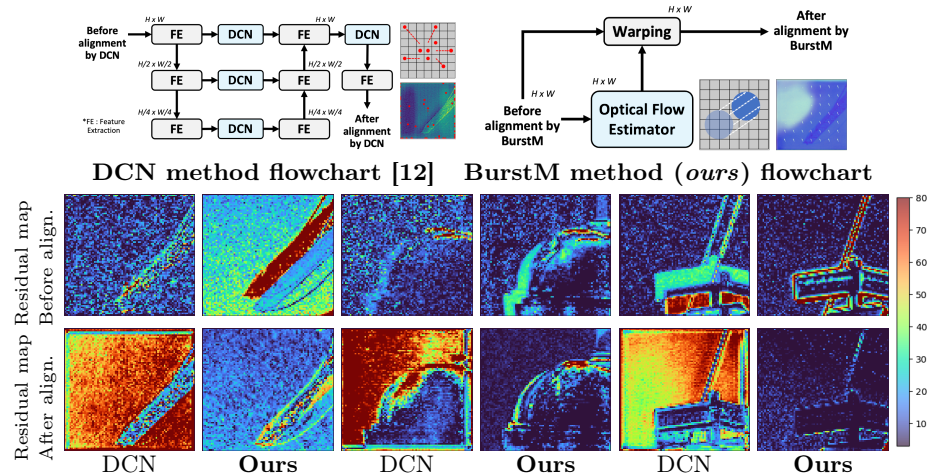 H x W
H x W
Before
alignment
by DCN
FE
DCN
FE
DCN
H/2 x W/2
H/2 x W/2
FE
DCN
FE
FE
H/4 x W/4
H/4 x W/4
*FE : Feature
Extraction
FE
DCN
FE
After
alignment
by DCN
H x W
Warping
After
alignment by
BurstM
H x W
H x W
Before
alignment by
BurstM
Optical Flow
Estimator
DCN method flowchart [12]
BurstM method (ours) flowchart
Residual map
Before align.
Residual map
After align.
80
70
60
50
40
30
20
10
DCN
Ours
DCN
Ours
DCN
Ours